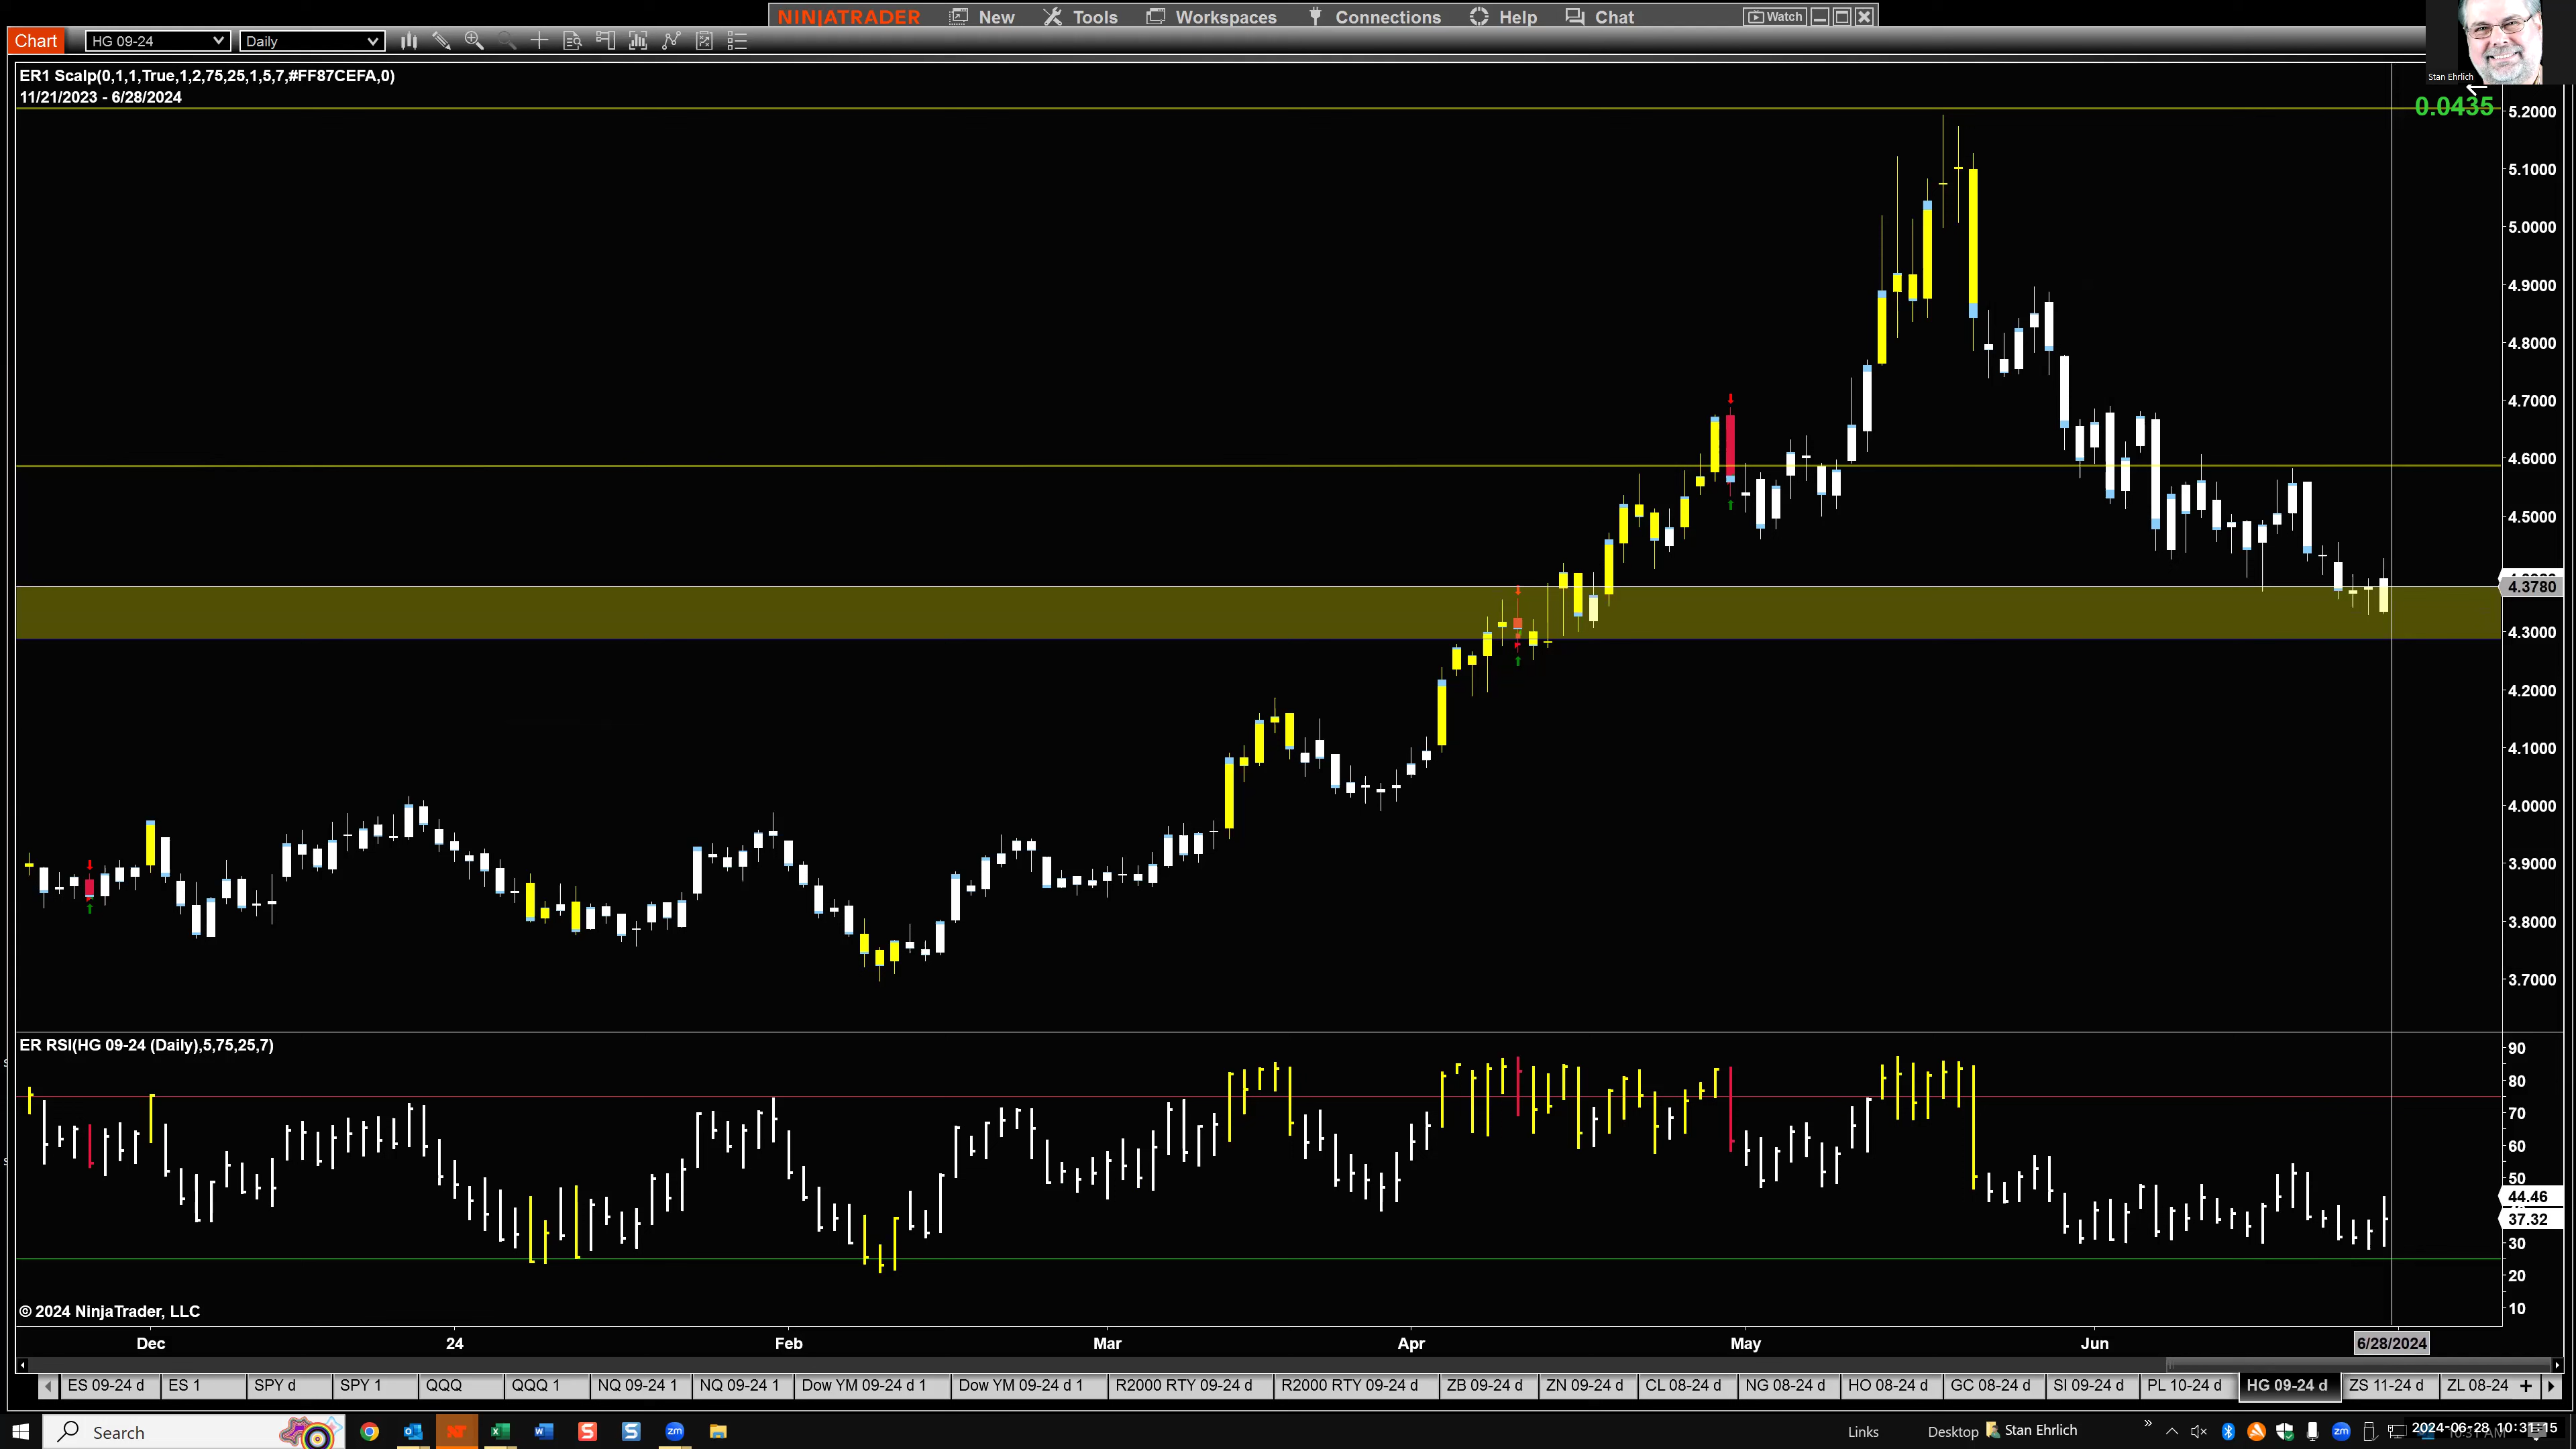 NINJATRADER New Tools Workspaces Connections Help Chat Watch
Chart HG 09-24 Daily
Stan Ehrlich
ER1 Scalp(0,1,1,True,1,2,75,25,1,5,7,#FF87CEFA,0)
11/21/2023 - 6/28/2024
0.0435
5.2000
5.1000
5.0000
4.9000
4.8000
4.7000
4.6000
4.5000
4.3780
4.3000
4.2000
4.1000
4.0000
3.9000
3.8000
3.7000
ER RSI(HG 09-24 (Daily),5,75,25,7)
90
80
70
60
50
44.46
37.32
30
20
10
© 2024 NinjaTrader, LLC
Dec 24 Feb Mar Apr May Jun 6/28/2024
ES 09-24 d ES 1 SPY d SPY 1 QQQ QQQ 1 NQ 09-24 1 NQ 09-24 1 Dow YM 09-24 d 1 Dow YM 09-24 d 1 R2000 RTY 09-24 d R2000 RTY 09-24 d ZB 09-24 d ZN 09-24 d CL 08-24 d NG 08-24 d HO 08-24 d GC 08-24 d SI 09-24 d PL 10-24 d HG 09-24 d ZS 11-24 d ZL 08-24 +
Search Links Desktop Stan Ehrlich 2024-06-28 10:31:15